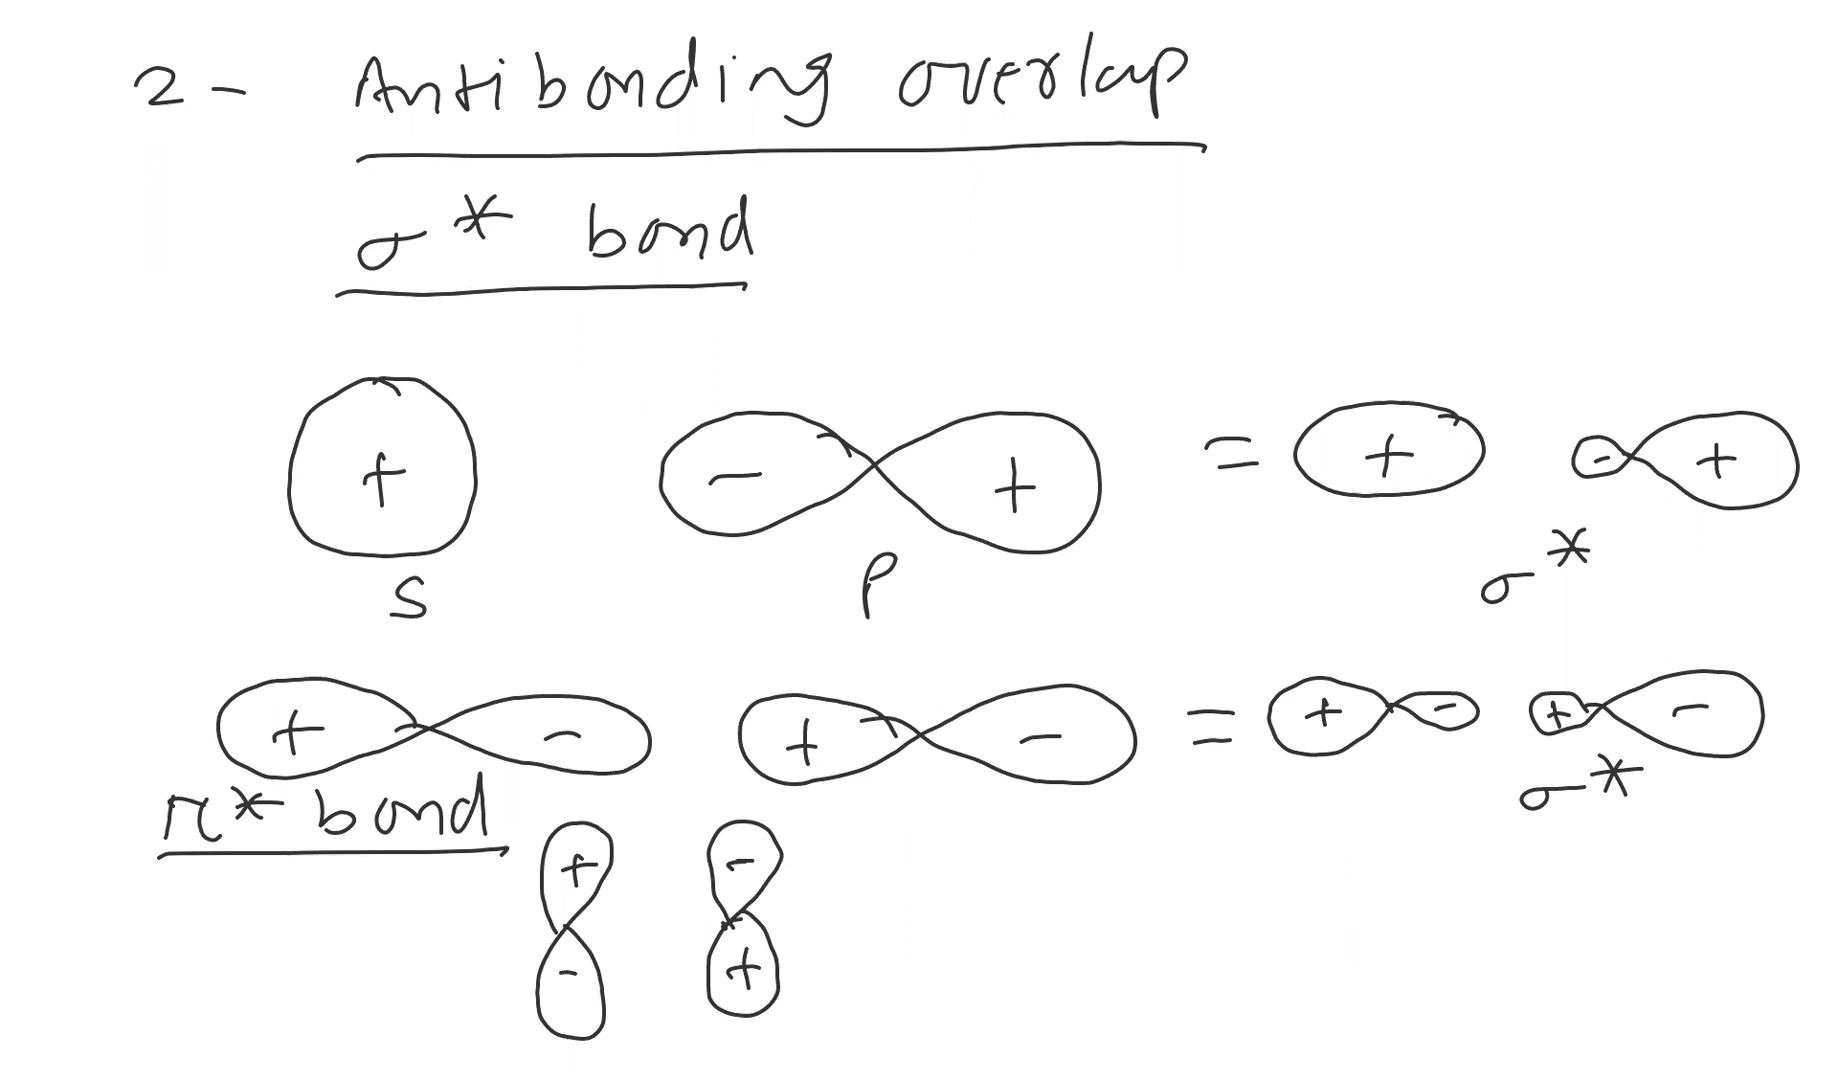 2- Antibonding overlap
σ* bond
+ - + = + - +
S P σ*
+ - + - = + - + -
σ*
π* bond
+ -
- +